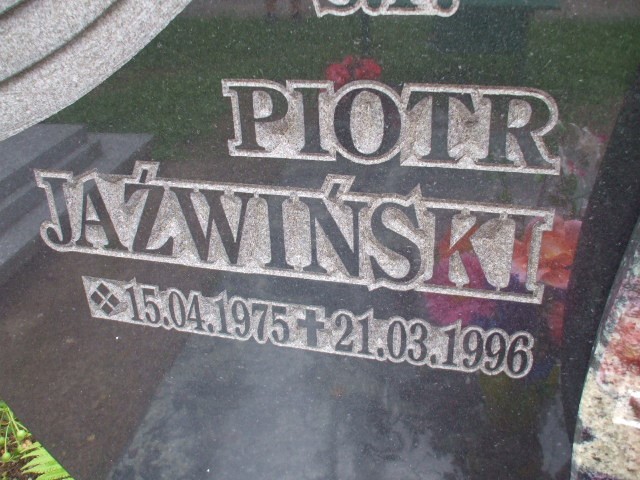 Ś.P.
PIOTR
JAŹWIŃSKI
15.04.1975 ✝ 21.03.1996